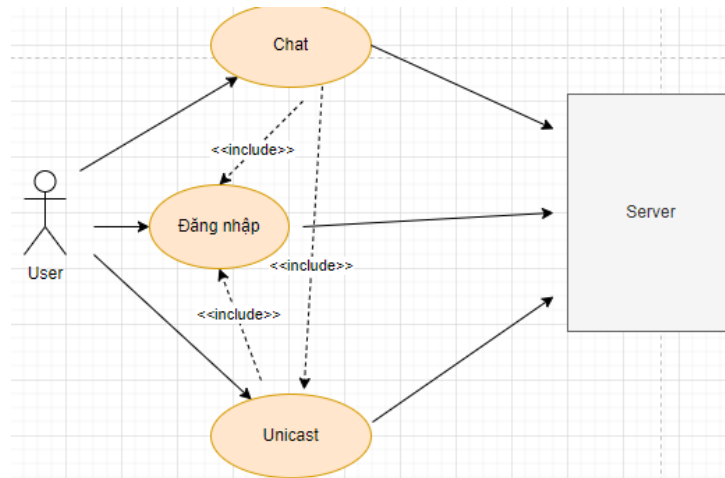 Chat
<<include>>
Đăng nhập
Server
User
<<include>>
<<include>>
Unicast